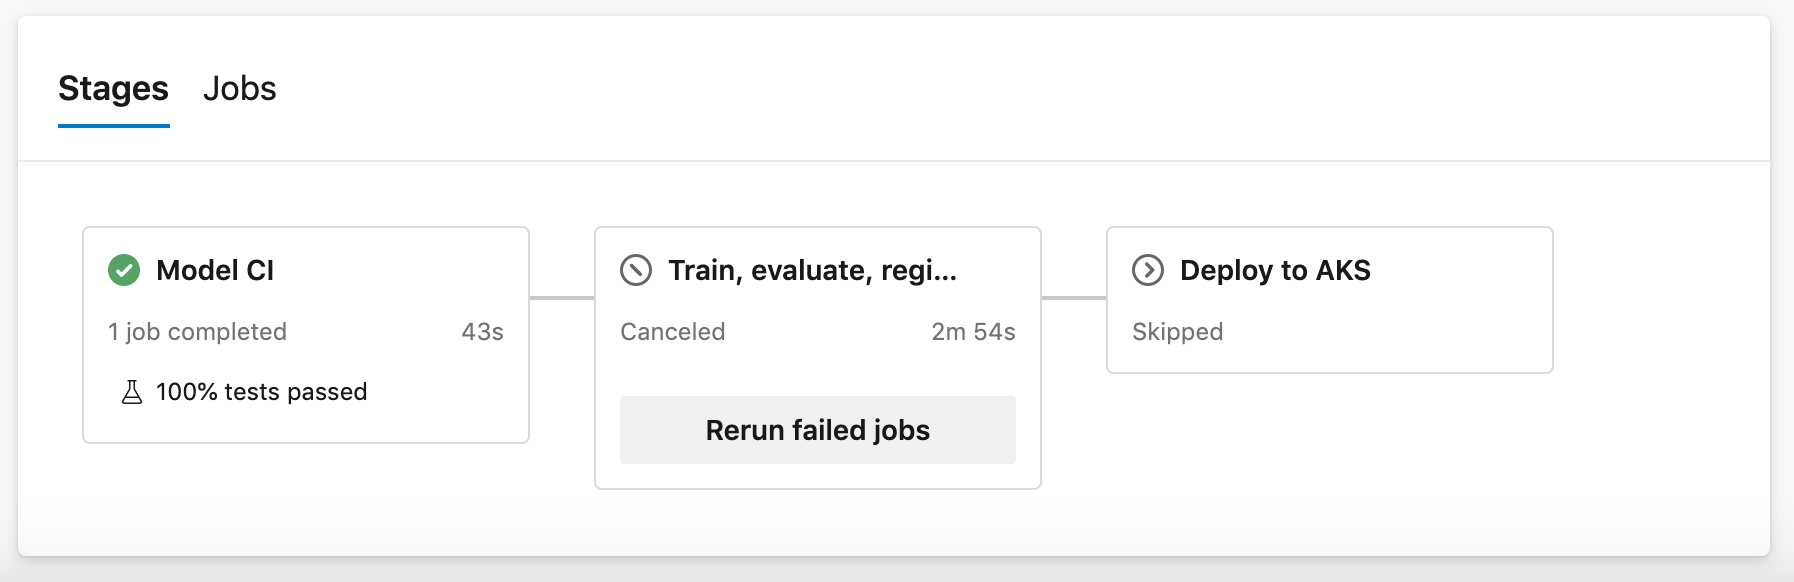 Stages Jobs
Model CI
1 job completed 43s
100% tests passed
Train, evaluate, regi...
Canceled 2m 54s
Rerun failed jobs
Deploy to AKS
Skipped